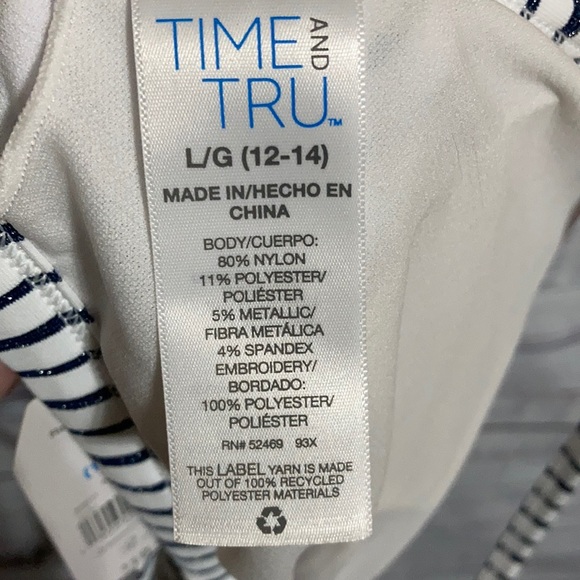 TIME AND
TRU™
L/G (12-14)
MADE IN/HECHO EN
CHINA
BODY/CUERPO:
80% NYLON
11% POLYESTER/
POLIÉSTER
5% METALLIC/
FIBRA METÁLICA
4% SPANDEX
EMBROIDERY/
BORDADO:
100% POLYESTER/
POLIÉSTER
RN# 52469 93X
THIS LABEL YARN IS MADE
OUT OF 100% RECYCLED
POLYESTER MATERIALS